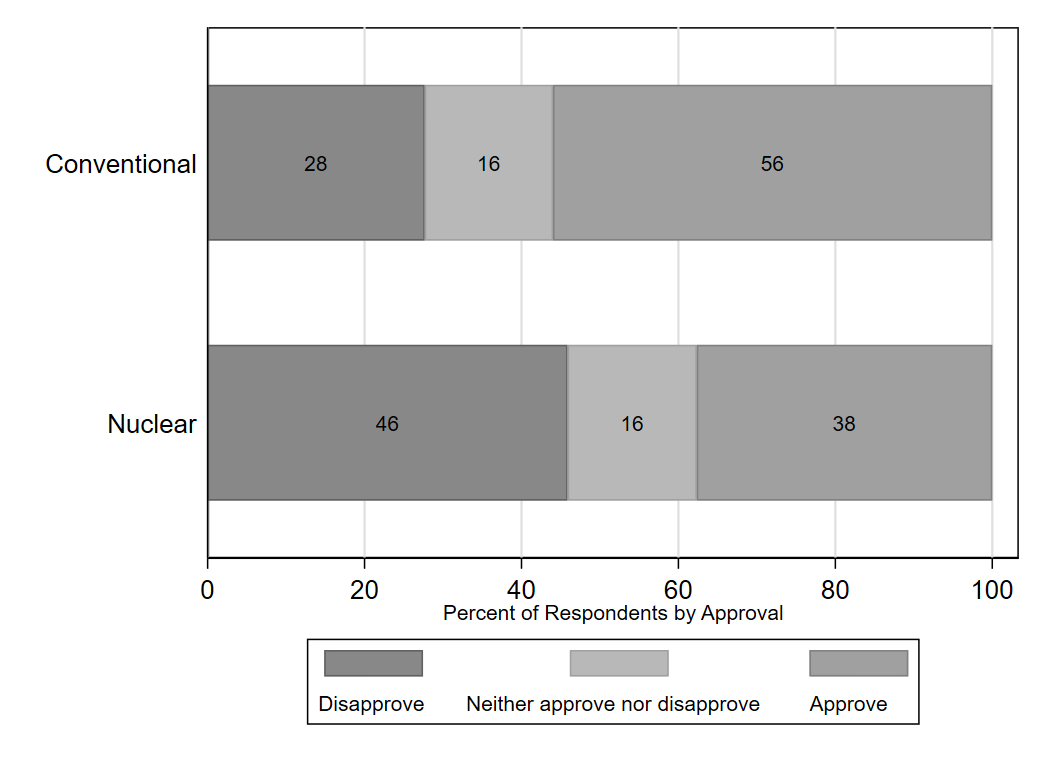 Conventional
28 16 56
Nuclear
46 16 38
0 20 40 60 80 100
Percent of Respondents by Approval
Disapprove Neither approve nor disapprove Approve